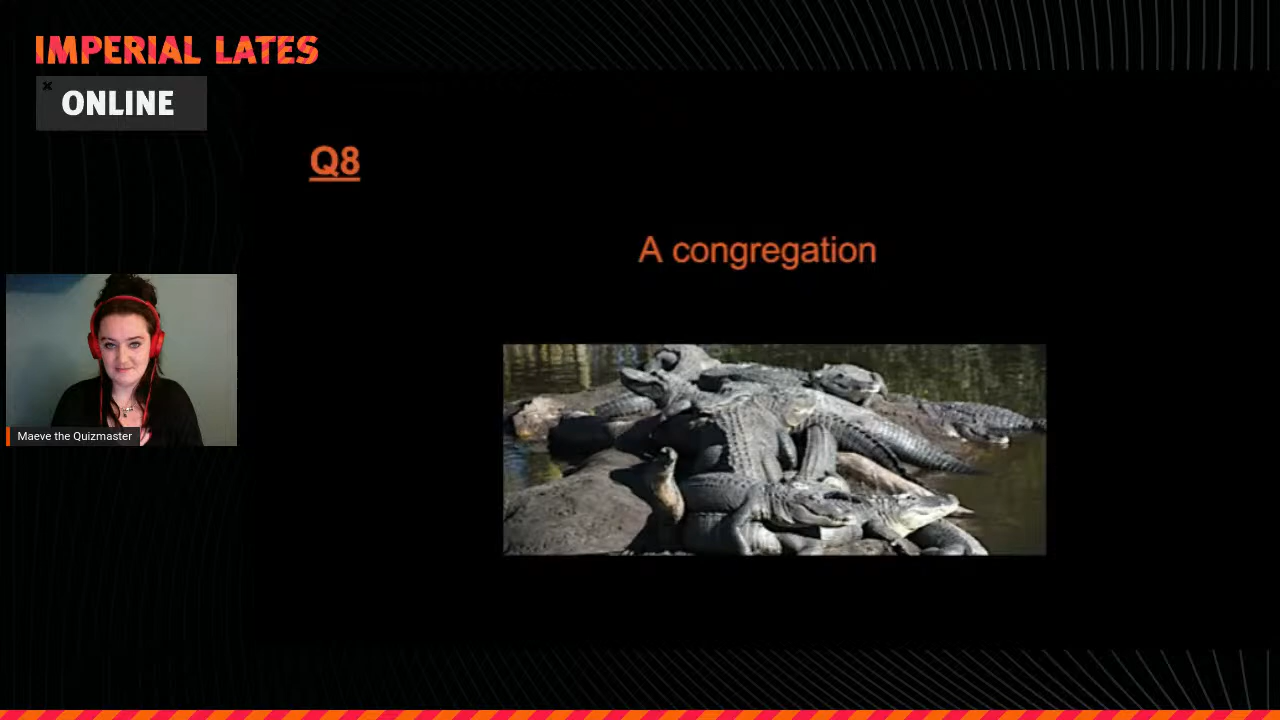 IMPERIAL LATES
ONLINE
Q8
A congregation
Maeve the Quizmaster